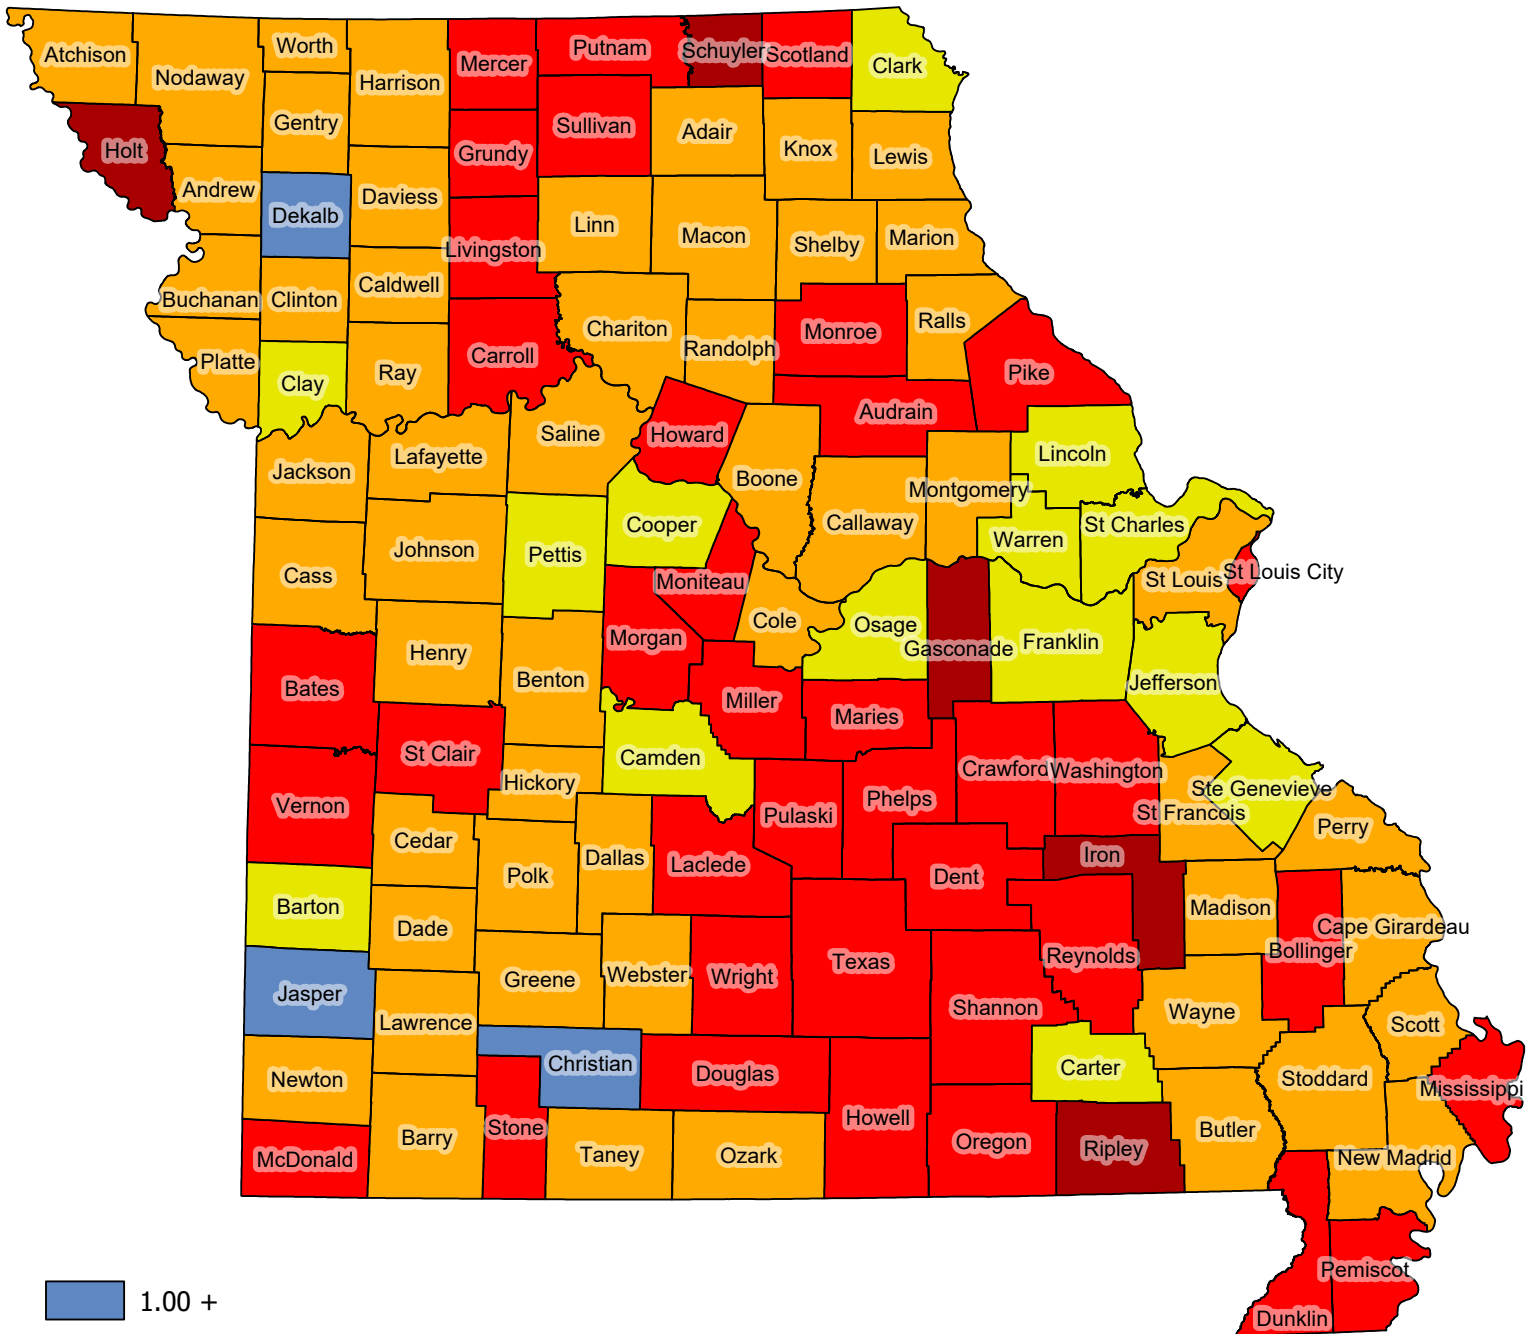 Atchison
Nodaway
Worth
Harrison
Mercer
Putnam
Schuyler
Scotland
Clark
Gentry
Sullivan
Adair
Knox
Lewis
Holt
Grundy
Andrew
Dekalb
Daviess
Livingston
Linn
Macon
Shelby
Marion
Buchanan
Clinton
Caldwell
Chariton
Randolph
Monroe
Ralls
Platte
Clay
Ray
Carroll
Pike
Audrain
Saline
Howard
Jackson
Lafayette
Boone
Lincoln
Montgomery
Cooper
Callaway
St Charles
Warren
Cass
Johnson
Pettis
Moniteau
St Louis
St Louis City
Cole
Osage
Morgan
Gasconade
Franklin
Henry
Benton
Jefferson
Bates
Miller
Maries
St Clair
Camden
Hickory
Crawford
Washington
Ste Genevieve
Vernon
Phelps
Pulaski
St Francois
Perry
Cedar
Dallas
Polk
Laclede
Dent
Iron
Barton
Dade
Madison
Cape Girardeau
Bollinger
Jasper
Greene
Webster
Wright
Texas
Reynolds
Shannon
Lawrence
Wayne
Scott
Newton
Christian
Douglas
Carter
Stoddard
Mississippi
McDonald
Barry
Stone
Taney
Ozark
Howell
Oregon
Ripley
Butler
New Madrid
Pemiscot
Dunklin
1.00 +